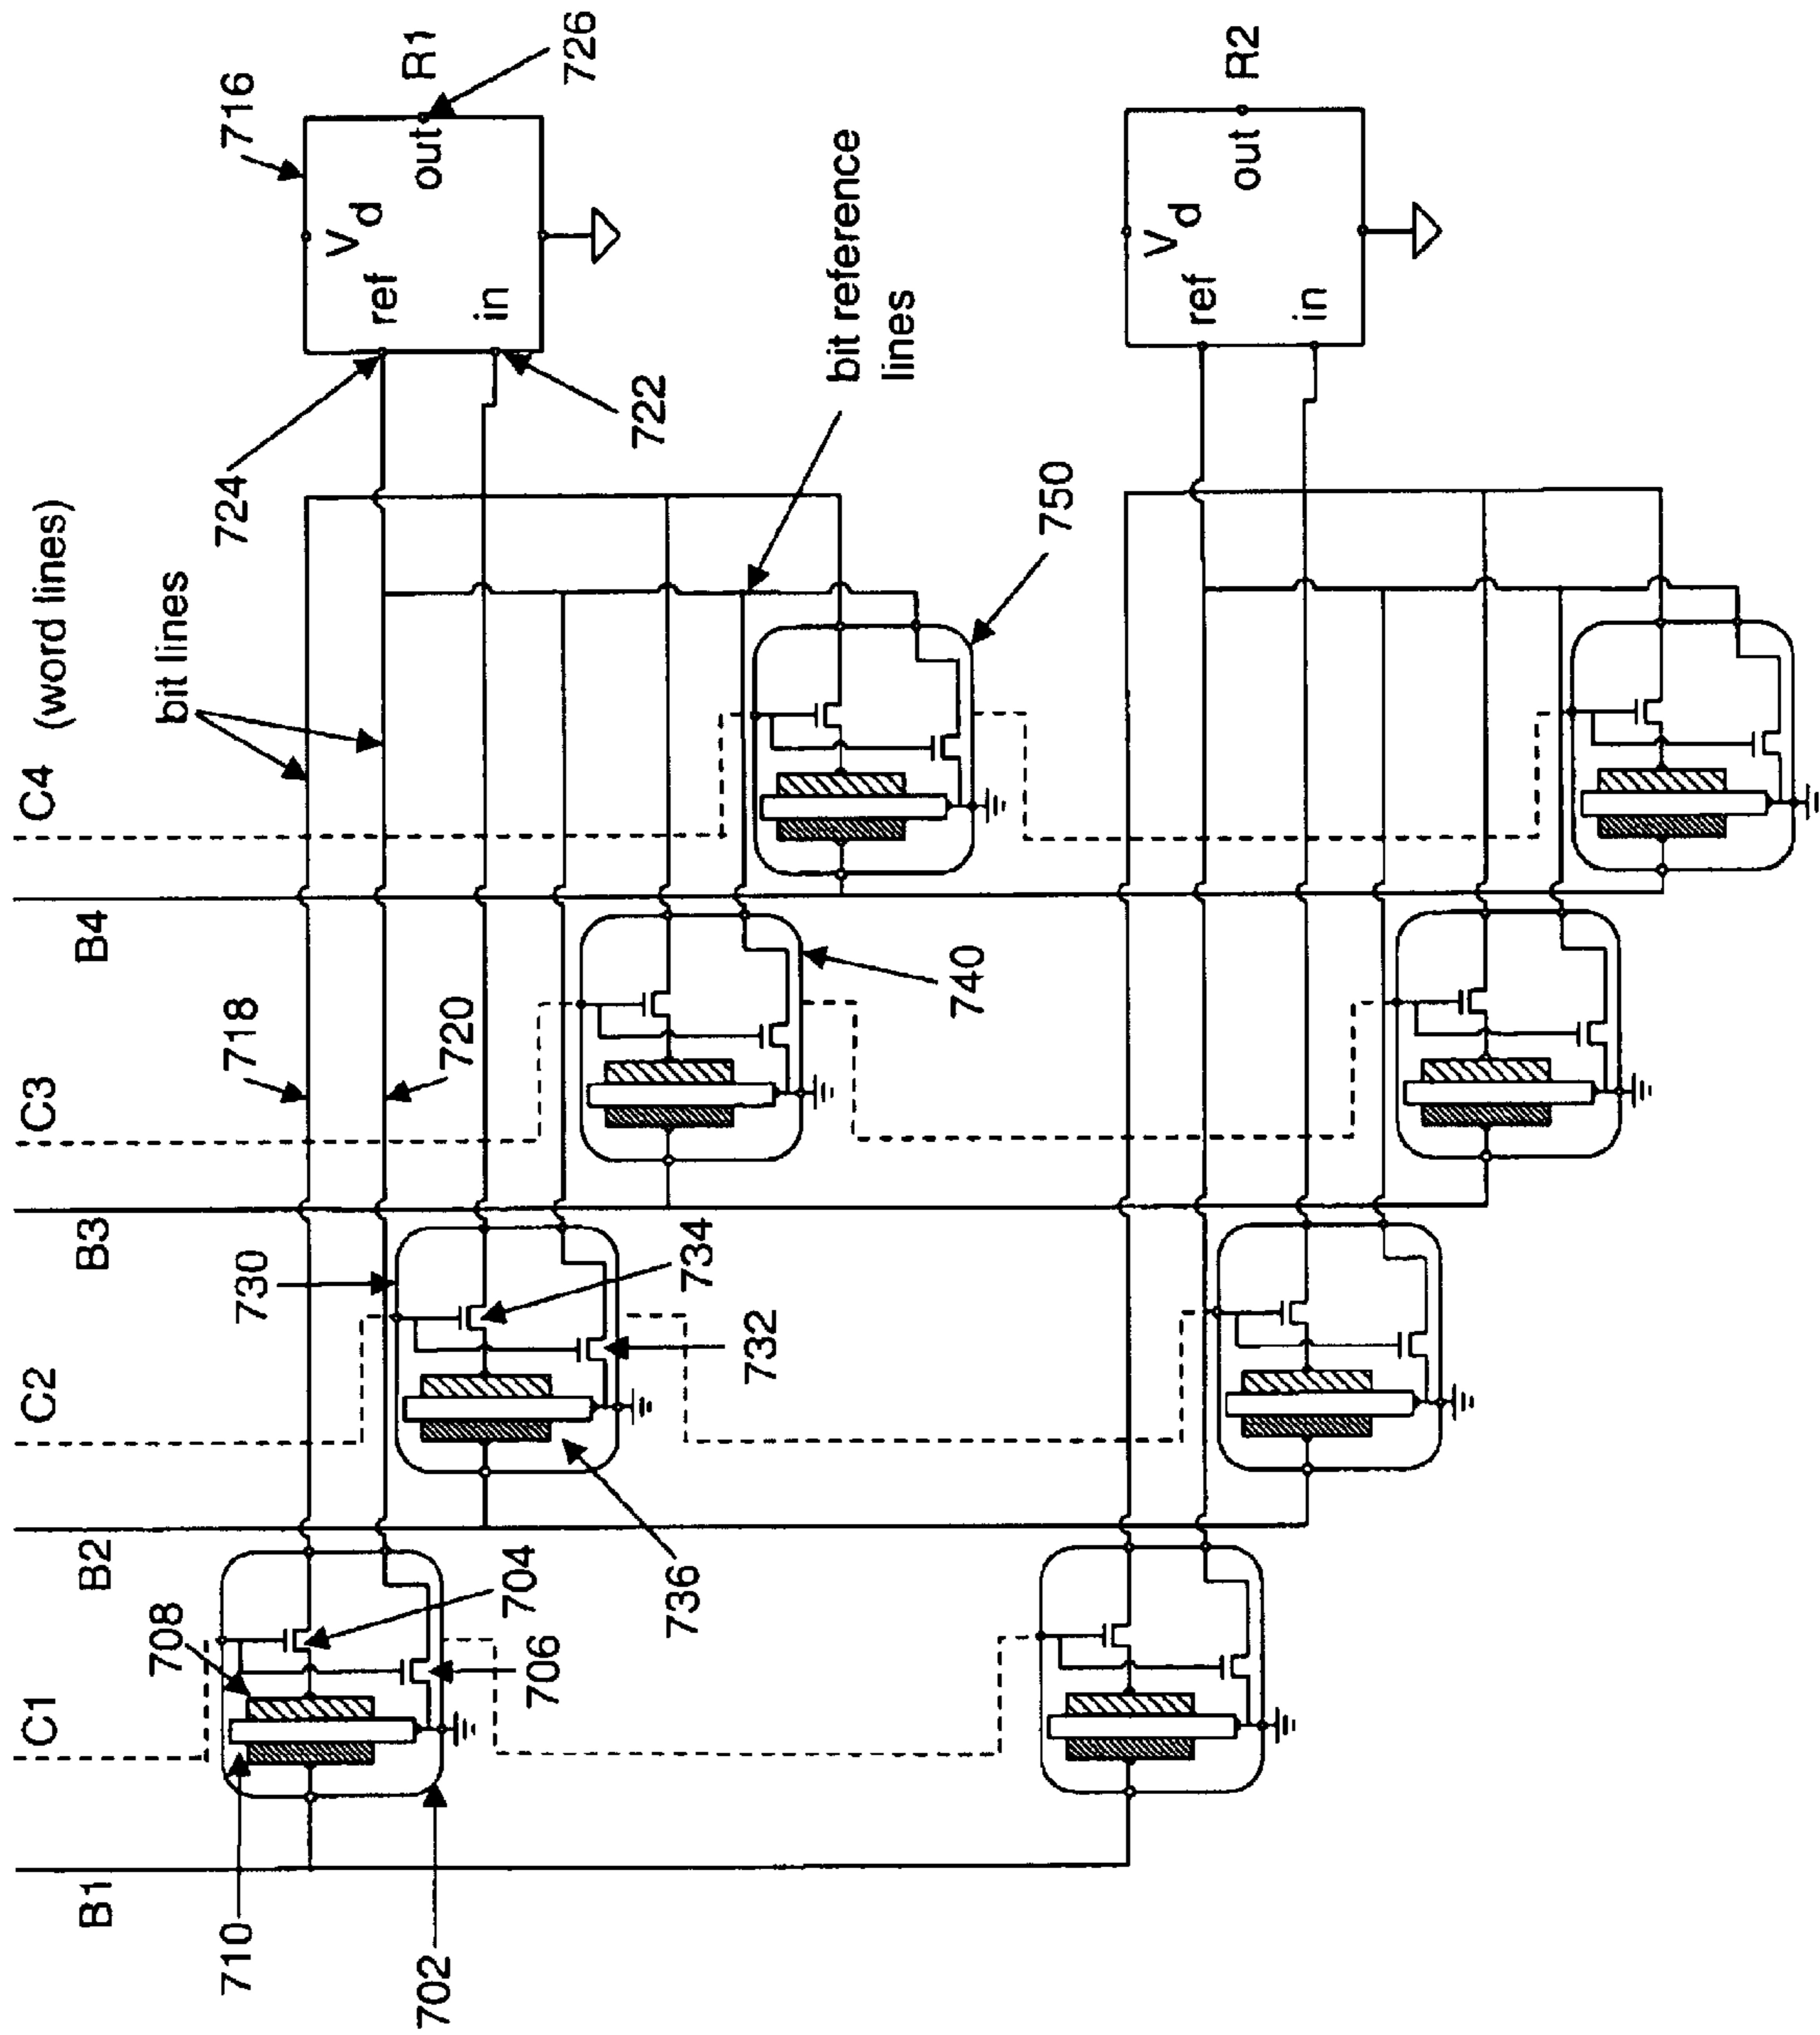 C1
C2
C3
C4 (word lines)
B1
B2
B3
B4
bit lines
710
702
708
704
706
730
734
732
736
718
720
740
724
722
750
716
726
V d
ref
in
out
R1
bit reference
lines
V d
ref
in
out
R2